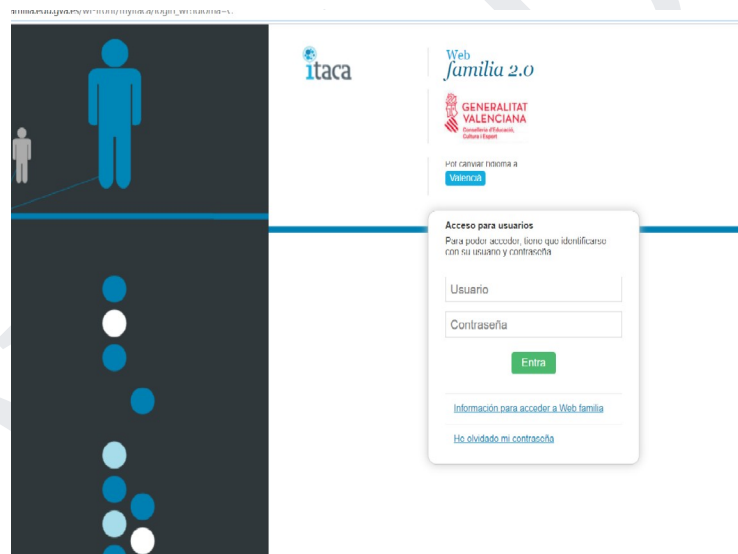 itaca
Web
familia 2.0
GENERALITAT
VALENCIANA
Conselleria d'Educació,
Cultura i Esport
Pot canviar l'idioma a
Valencià
Acceso para usuarios
Para poder acceder, tiene que identificarse
con su usuario y contraseña
Usuario
Contraseña
Entra
Información para acceder a Web familia
He olvidado mi contraseña